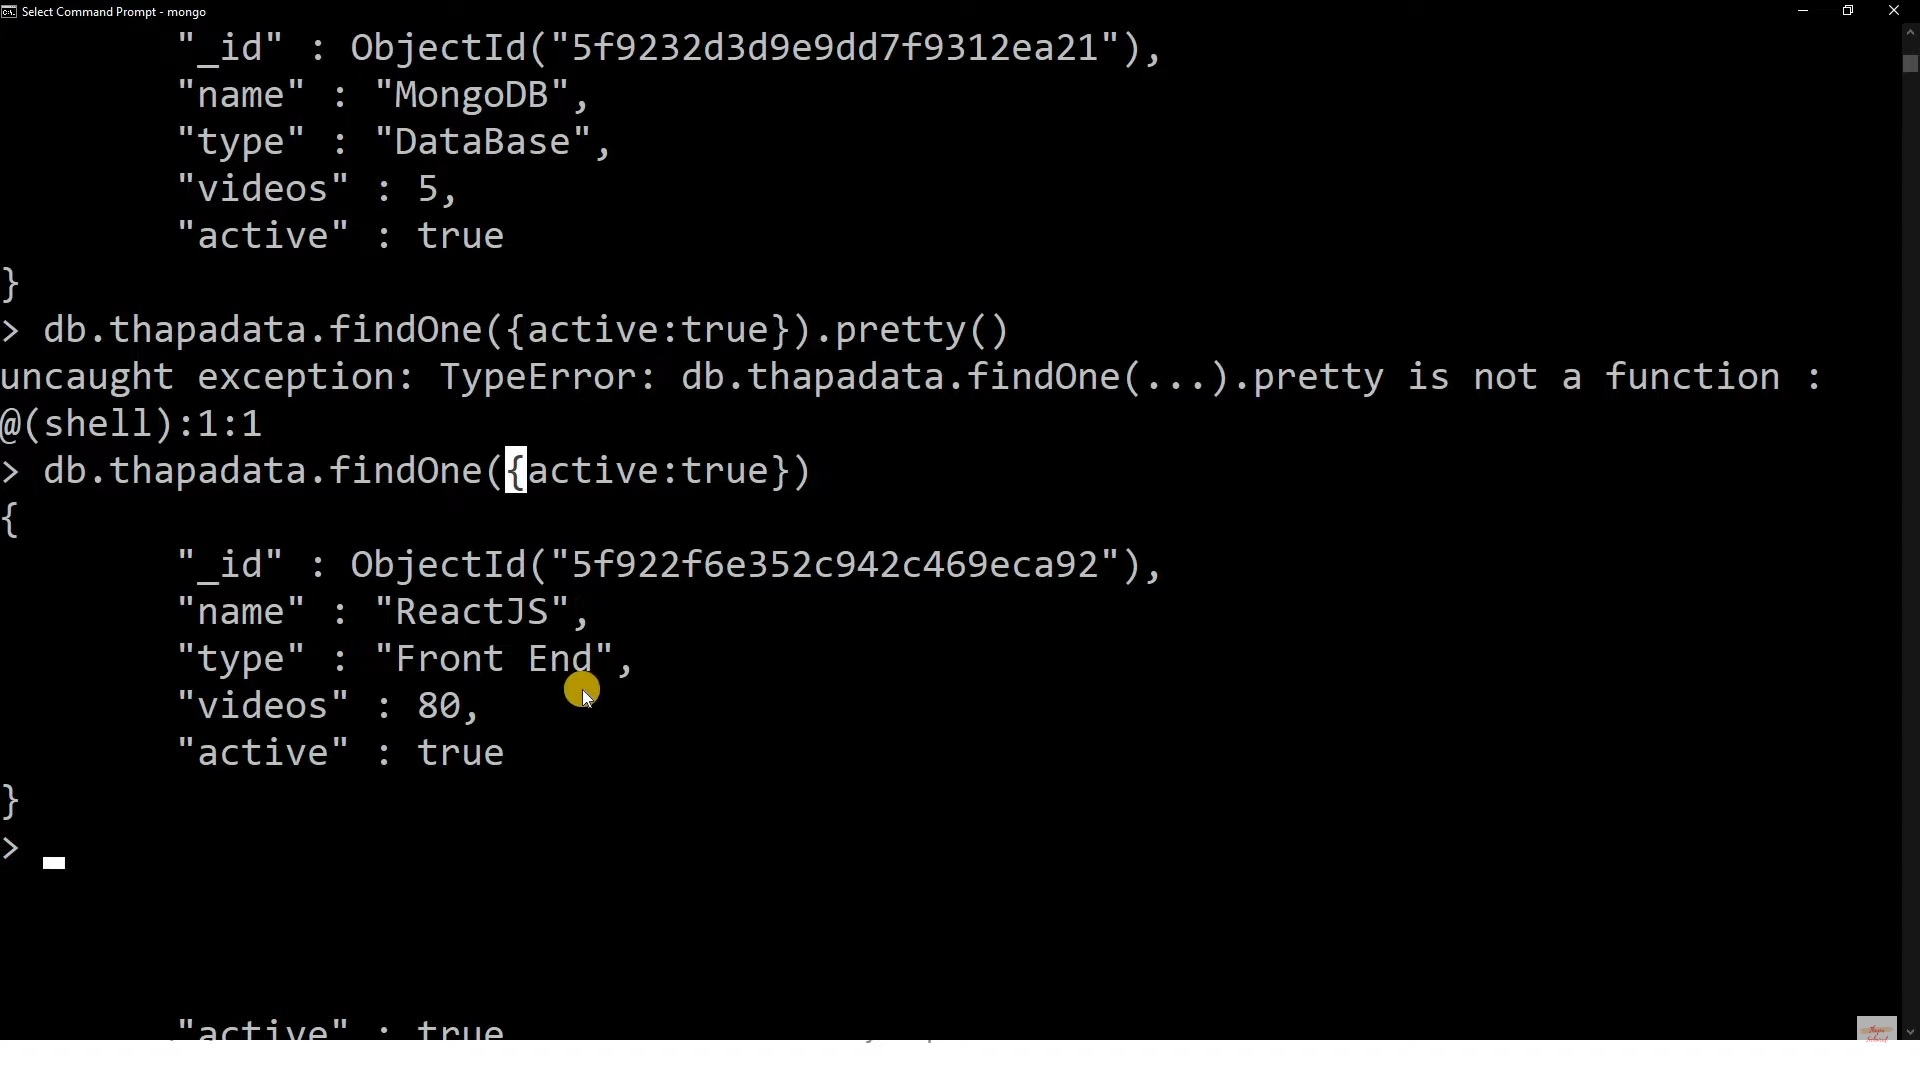 Select Command Prompt - mongo
"_id" : ObjectId("5f9232d3d9e9dd7f9312ea21"),
"name" : "MongoDB",
"type" : "DataBase",
"videos" : 5,
"active" : true
}
> db.thapadata.findOne({active:true}).pretty()
uncaught exception: TypeError: db.thapadata.findOne(...).pretty is not a function :
@(shell):1:1
> db.thapadata.findOne({active:true})
{
"_id" : ObjectId("5f922f6e352c942c469eca92"),
"name" : "ReactJS",
"type" : "Front End",
"videos" : 80,
"active" : true
}
>
"active" : true